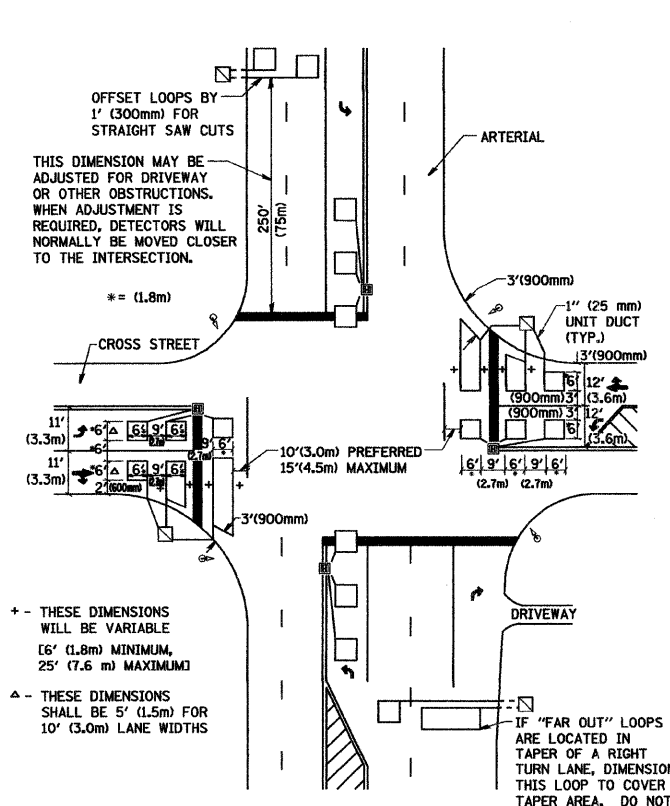 OFFSET LOOPS BY
1' (300mm) FOR
STRAIGHT SAW CUTS
ARTERIAL
THIS DIMENSION MAY BE
ADJUSTED FOR DRIVEWAY
OR OTHER OBSTRUCTIONS.
WHEN ADJUSTMENT IS
REQUIRED, DETECTORS WILL
NORMALLY BE MOVED CLOSER
TO THE INTERSECTION.
250'
(75m)
*= (1.8m)
3'(900mm)
1" (25 mm)
UNIT DUCT
(TYP.)
CROSS STREET
3'(900mm)
6'
12'
(3.6m)
(900mm) 3'
(900mm) 3'
12'
6'
(3.6m)
11'
(3.3m)
*6'
6' 9' 6'
*6'
9'
(2.7m)
6'
*
10'(3.0m) PREFERRED
15'(4.5m) MAXIMUM
11'
(3.3m)
*6'
6' 9' 6'
2' (600mm)
6' 9' 6' 9' 6'
* * *
(2.7m) (2.7m)
3'(900mm)
+ - THESE DIMENSIONS
WILL BE VARIABLE
[6' (1.8m) MINIMUM,
25' (7.6 m) MAXIMUM]
DRIVEWAY
△ - THESE DIMENSIONS
SHALL BE 5' (1.5m) FOR
10' (3.0m) LANE WIDTHS
IF "FAR OUT" LOOPS
ARE LOCATED IN
TAPER OF A RIGHT
TURN LANE, DIMENSION
THIS LOOP TO COVER
TAPER AREA. DO NOT